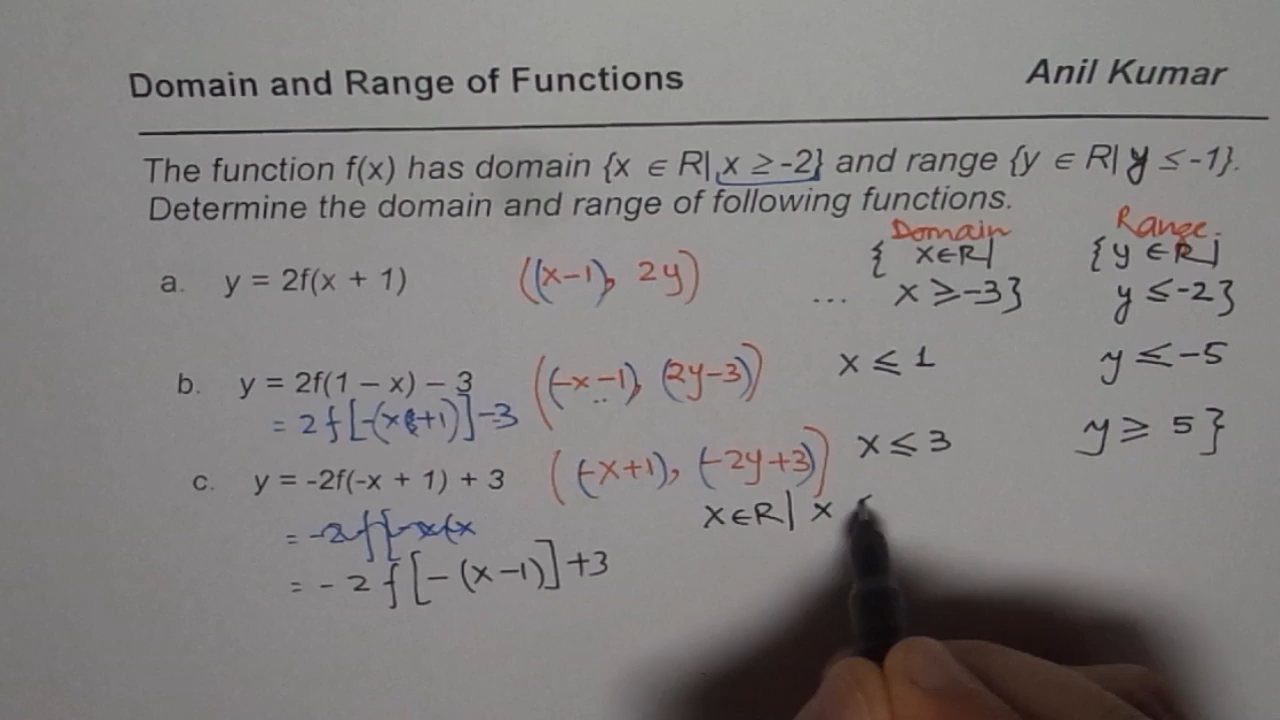 Domain and Range of Functions Anil Kumar
The function f(x) has domain {x ∈ R| x ≥ -2} and range {y ∈ R| y ≤ -1}.
Determine the domain and range of following functions.
Domain Range
a. y = 2f(x + 1) ((x-1), 2y) { x∈R| {y ∈ R|
... x ≥ -3} y ≤ -2}
b. y = 2f(1 – x) – 3 ((-x-1), (2y-3)) x ≤ 1 y ≤ -5
= 2f[-(x+1)]-3
c. y = -2f(-x + 1) + 3 ((-x+1), (-2y+3)) x ≤ 3 y ≥ 5}
x∈R| x
= -2f[-x(x
= -2f[-(x-1)]+3